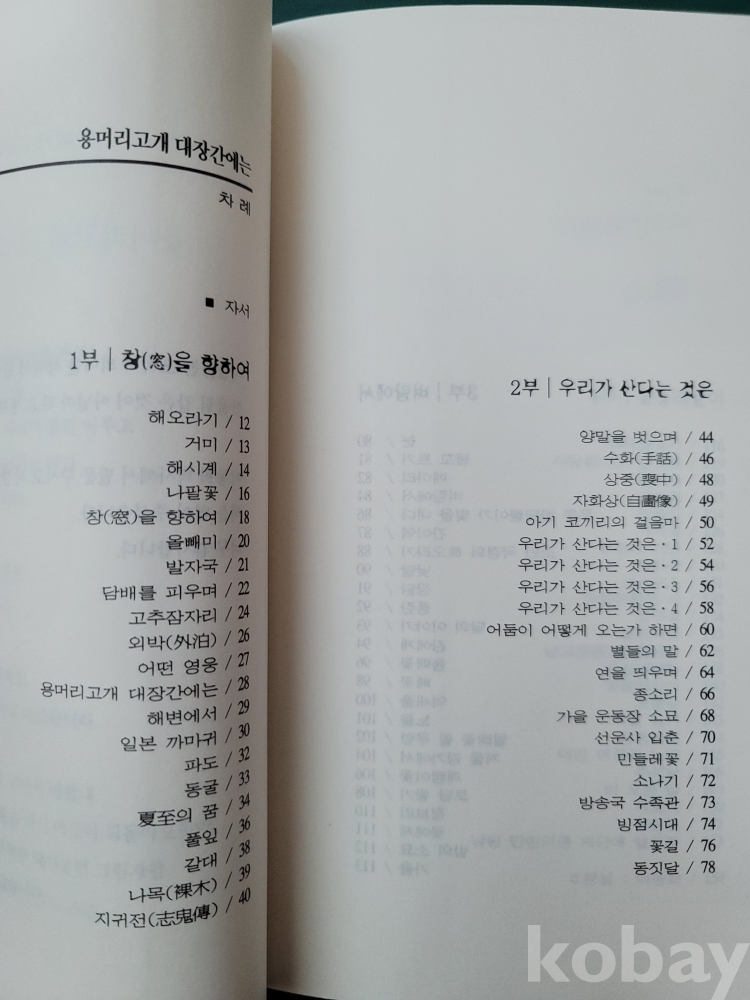 용머리고개 대장간에는
차 례
■ 자서
1부 | 창(窓)을 향하여
해오라기 / 12
거미 / 13
해시계 / 14
나팔꽃 / 16
창(窓)을 향하여 / 18
올빼미 / 20
발자국 / 21
담배를 피우며 / 22
고추잠자리 / 24
외박(外泊) / 26
어떤 영웅 / 27
용머리고개 대장간에는 / 28
해변에서 / 29
일본 까마귀 / 30
파도 / 32
동굴 / 33
夏至의 꿈 / 34
풀잎 / 36
갈대 / 38
나목(裸木) / 39
지귀전(志鬼傳) / 40
2부 | 우리가 산다는 것은
양말을 벗으며 / 44
수화(手話) / 46
상중(喪中) / 48
자화상(自畵像) / 49
아기 코끼리의 걸음마 / 50
우리가 산다는 것은 · 1 / 52
우리가 산다는 것은 · 2 / 54
우리가 산다는 것은 · 3 / 56
우리가 산다는 것은 · 4 / 58
어둠이 어떻게 오는가 하면 / 60
별들의 말 / 62
연을 띄우며 / 64
종소리 / 66
가을 운동장 소묘 / 68
선운사 입춘 / 70
민들레꽃 / 71
소나기 / 72
방송국 수족관 / 73
빙점시대 / 74
꽃길 / 76
동짓달 / 78
kobay